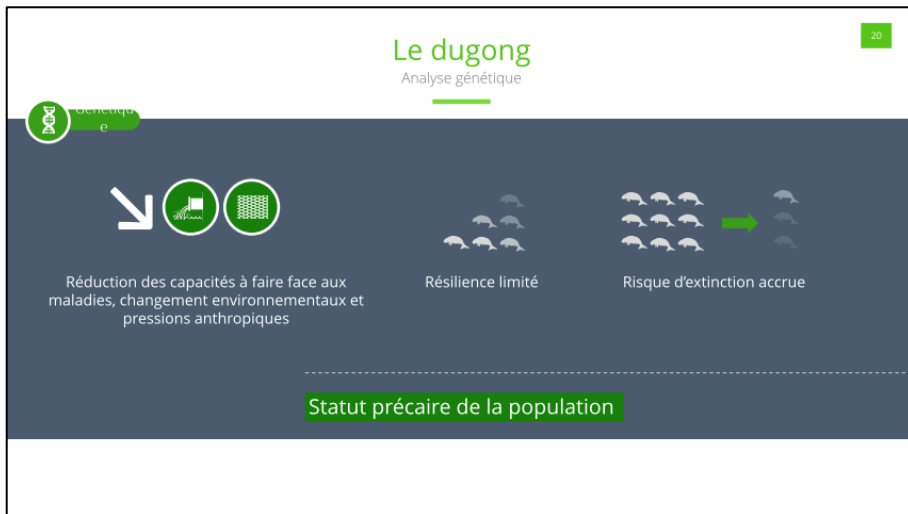 20
Le dugong
Analyse génétique
Génétiqu
e
Réduction des capacités à faire face aux
maladies, changement environnementaux et
pressions anthropiques
Résilience limité
Risque d'extinction accrue
Statut précaire de la population